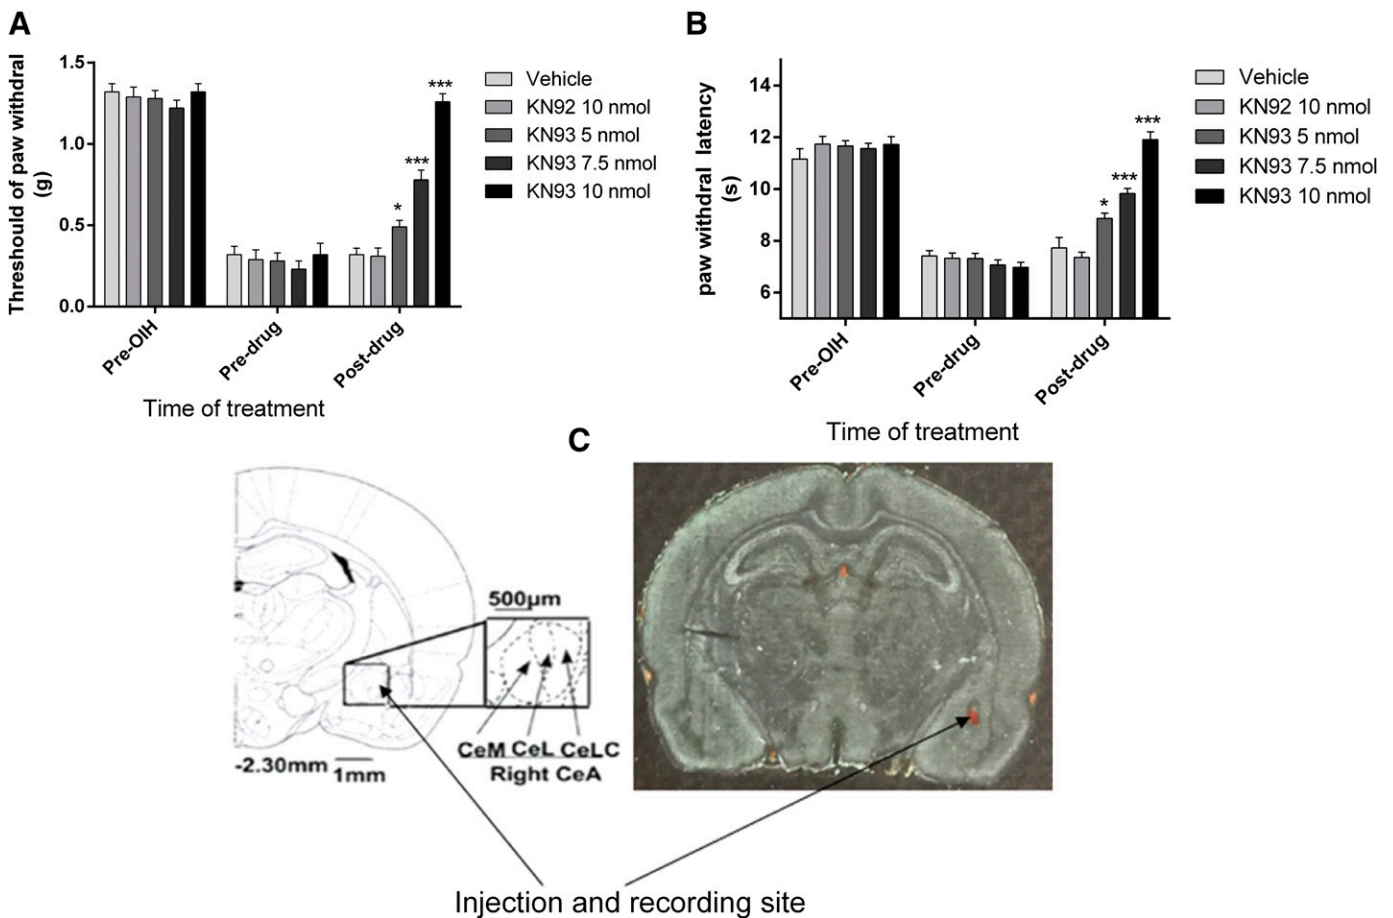 A
Threshould of paw withdral
(g)
1.5
1.0
0.5
0.0
***
***
*
Pre-OIH
Pre-drug
Post-drug
Time of treatment
Vehicle
KN92 10 nmol
KN93 5 nmol
KN93 7.5 nmol
KN93 10 nmol
B
paw withdral latency
(s)
14
12
10
8
6
***
***
*
Pre-OIH
Pre-drug
Post-drug
Time of treatment
Vehicle
KN92 10 nmol
KN93 5 nmol
KN93 7.5 nmol
KN93 10 nmol
C
500μm
CeM CeL CeLC
Right CeA
-2.30mm
1mm
Injection and recording site